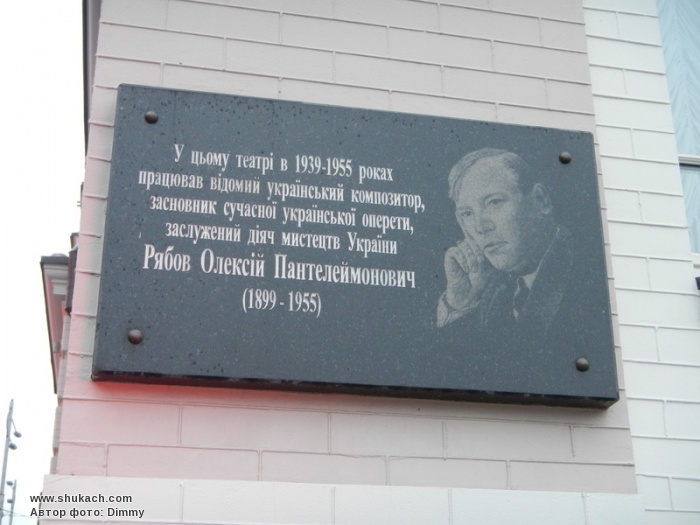 У цьому театрі в 1939-1955 роках
працював відомий український композитор,
засновник сучасної української оперети,
заслужений діяч мистецтв України
Рябов Олексій Пантелеймонович
(1899 - 1955)
www.shukach.com
Автор фото: Dimmy